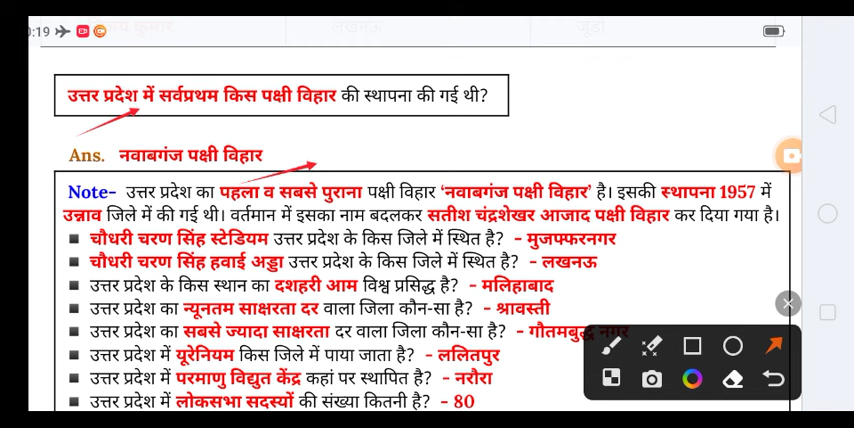 0:19
कुमार
लखनऊ
जूडो
उत्तर प्रदेश में सर्वप्रथम किस पक्षी विहार की स्थापना की गई थी?
Ans. नवाबगंज पक्षी विहार
Note- उत्तर प्रदेश का पहला व सबसे पुराना पक्षी विहार ‘नवाबगंज पक्षी विहार’ है। इसकी स्थापना 1957 में
उन्नाव जिले में की गई थी। वर्तमान में इसका नाम बदलकर सतीश चंद्रशेखर आजाद पक्षी विहार कर दिया गया है।
■ चौधरी चरण सिंह स्टेडियम उत्तर प्रदेश के किस जिले में स्थित है? - मुजफ्फरनगर
■ चौधरी चरण सिंह हवाई अड्डा उत्तर प्रदेश के किस जिले में स्थित है? - लखनऊ
■ उत्तर प्रदेश के किस स्थान का दशहरी आम विश्व प्रसिद्ध है? - मलिहाबाद
■ उत्तर प्रदेश का न्यूनतम साक्षरता दर वाला जिला कौन-सा है? - श्रावस्ती
■ उत्तर प्रदेश का सबसे ज्यादा साक्षरता दर वाला जिला कौन-सा है? - गौतमबुद्ध नगर
■ उत्तर प्रदेश में यूरेनियम किस जिले में पाया जाता है? - ललितपुर
■ उत्तर प्रदेश में परमाणु विद्युत केंद्र कहां पर स्थापित है? - नरौरा
■ उत्तर प्रदेश में लोकसभा सदस्यों की संख्या कितनी है? - 80